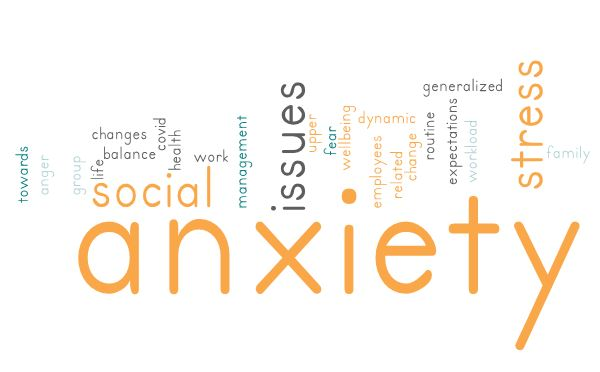 towards
anger
group
life
changes
balance
covid
health
work
social
management
issues
upper
fear
wellbeing
dynamic
employees
related
change
routine
generalized
expectations
workload
stress
family
anxiety